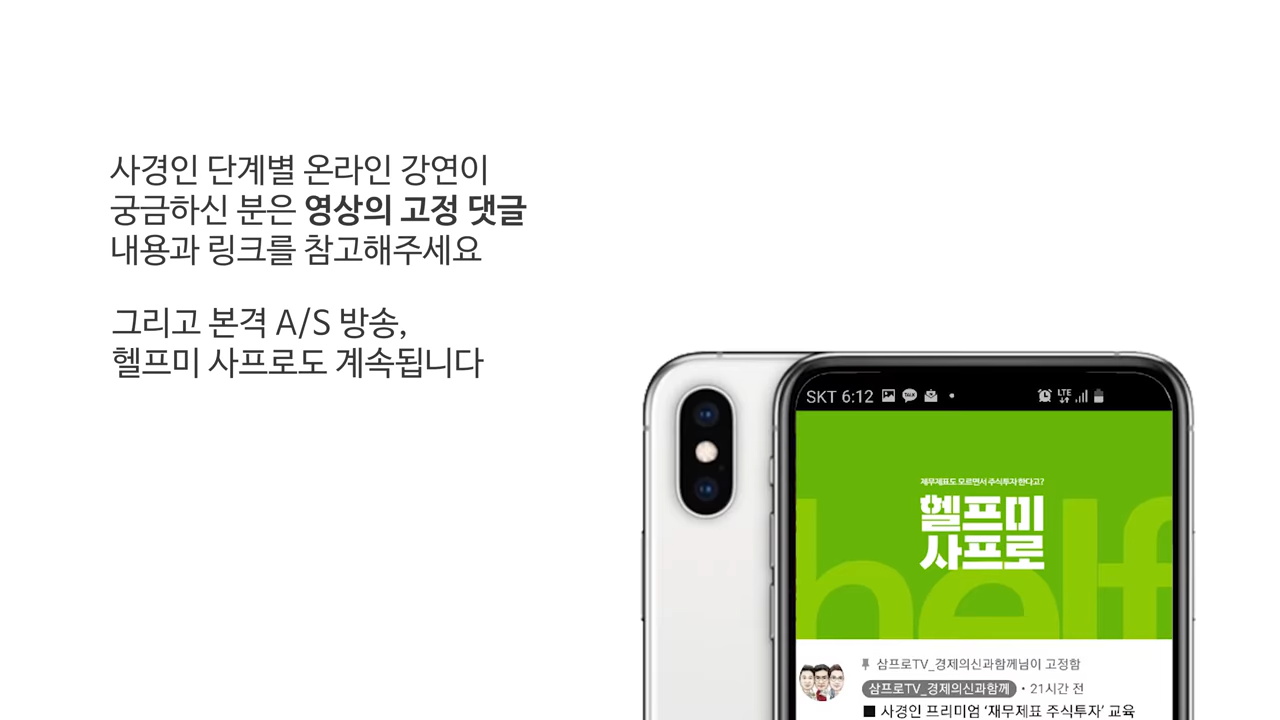 사경인 단계별 온라인 강연이
궁금하신 분은 영상의 고정 댓글
내용과 링크를 참고해주세요
그리고 본격 A/S 방송,
헬프미 사프로도 계속됩니다
SKT 6:12
TALK
LTE
재무제표도 모르면서 주식투자 한다고?
헬프미
사프로
helf
삼프로TV_경제의신과함께님이 고정함
삼프로TV_경제의신과함께 • 21시간 전
■ 사경인 프리미엄 ‘재무제표 주식투자’ 교육